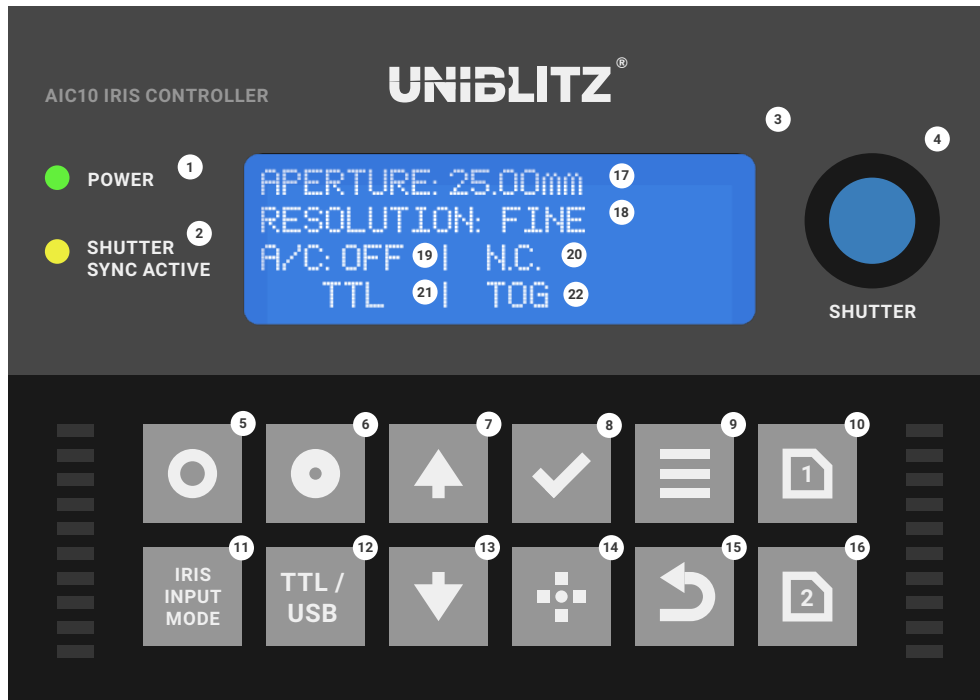 UNIBLITZ®
AIC10 IRIS CONTROLLER
3
4
1
POWER
2
SHUTTER
SYNC ACTIVE
APERTURE: 25.00mm 17
RESOLUTION: FINE 18
A/C: OFF 19 | N.C. 20
TTL 21 | TOG 22
SHUTTER
5
6
7
8
9
10
1
11
12
13
14
15
16
IRIS
INPUT
MODE
TTL /
USB
2